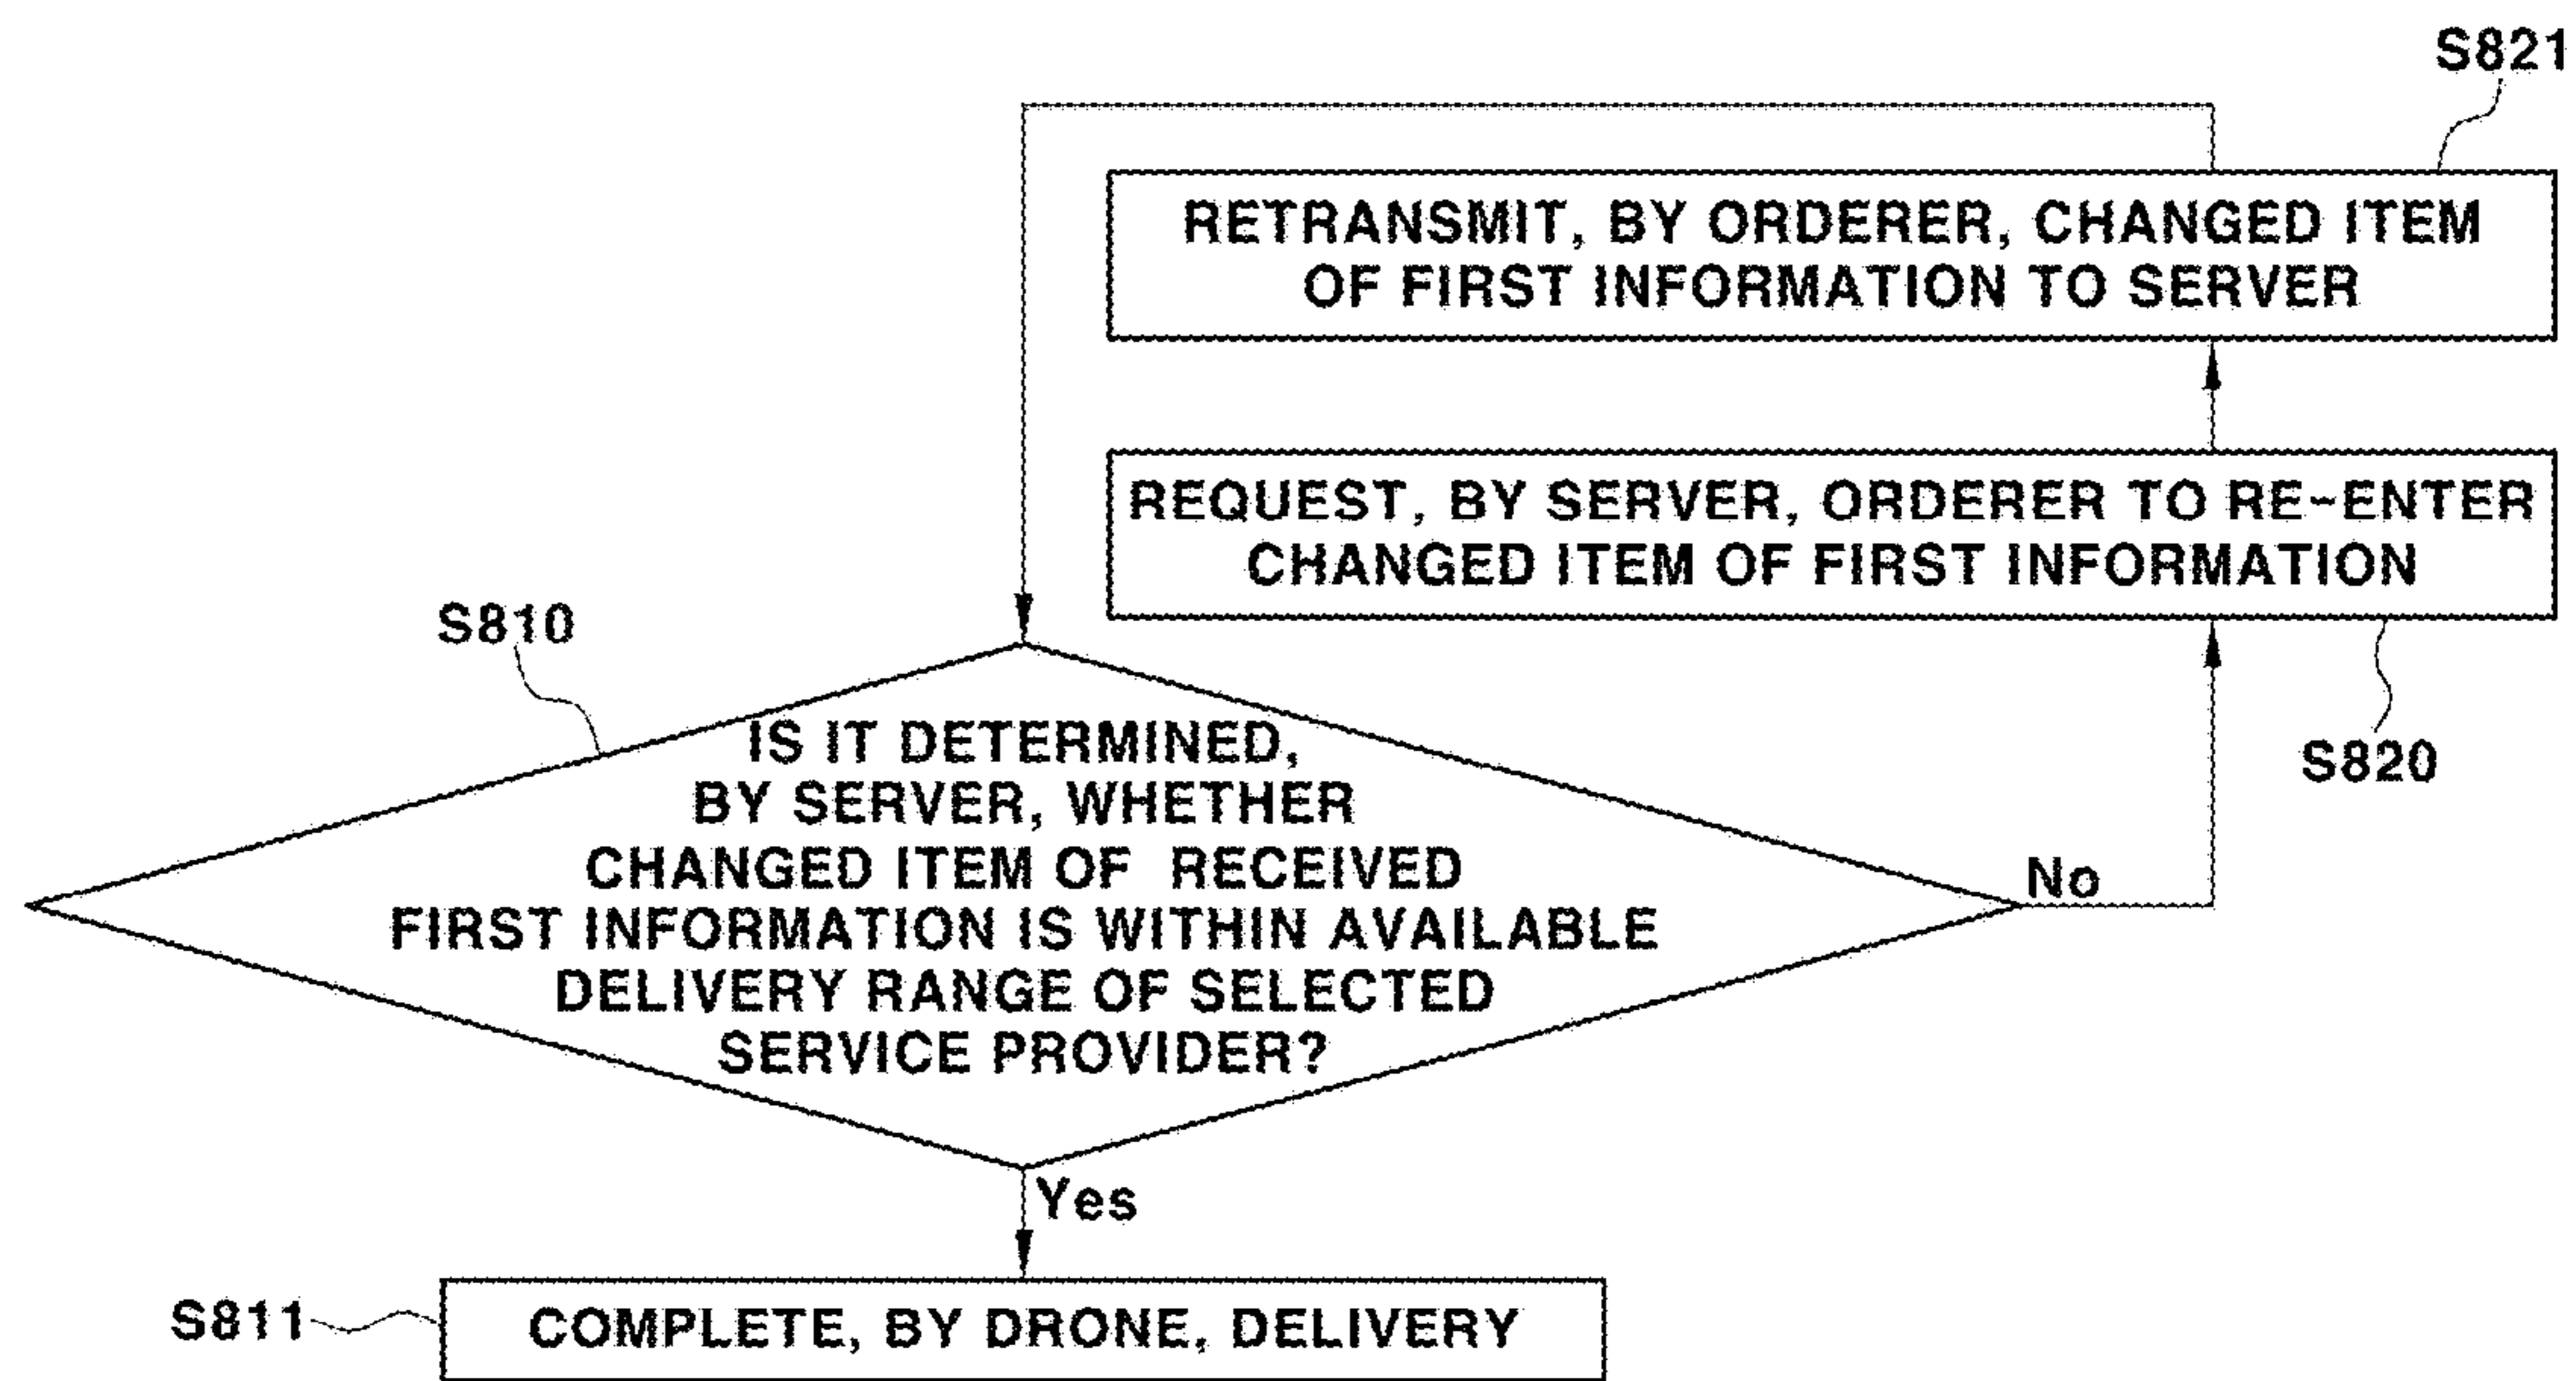 S821
RETRANSMIT, BY ORDERER, CHANGED ITEM
OF FIRST INFORMATION TO SERVER
REQUEST, BY SERVER, ORDERER TO RE-ENTER
CHANGED ITEM OF FIRST INFORMATION
S820
S810
IS IT DETERMINED,
BY SERVER, WHETHER
CHANGED ITEM OF RECEIVED
FIRST INFORMATION IS WITHIN AVAILABLE
DELIVERY RANGE OF SELECTED
SERVICE PROVIDER?
No
Yes
S811
COMPLETE, BY DRONE, DELIVERY